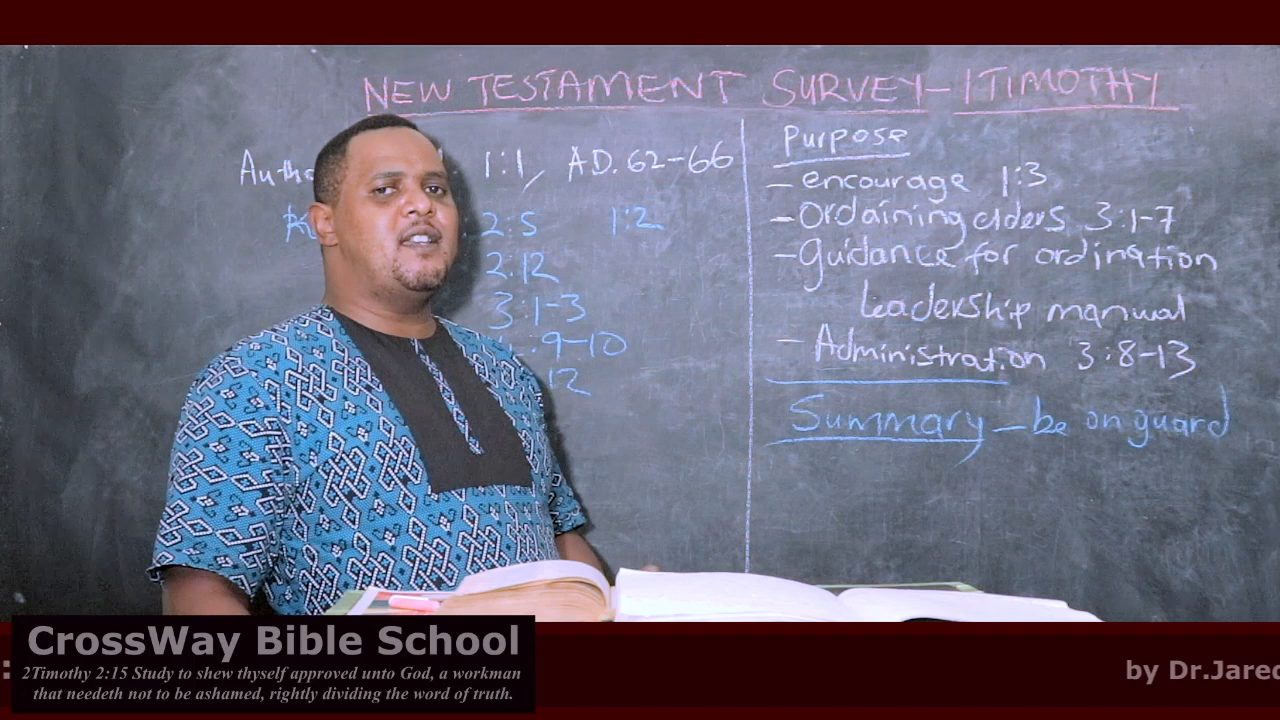 NEW TESTAMENT SURVEY - 1 TIMOTHY
1:1, A.D. 62-66
2:5 1:2
2:12
3:1-3
:9-10
12
Purpose
- encourage 1:3
- Ordaining elders 3:1-7
- Guidance for ordination
Leadership manual
- Administration 3:8-13
Summary - be on guard
CrossWay Bible School
2Timothy 2:15 Study to shew thyself approved unto God, a workman
that needeth not to be ashamed, rightly dividing the word of truth.
by Dr.Jared